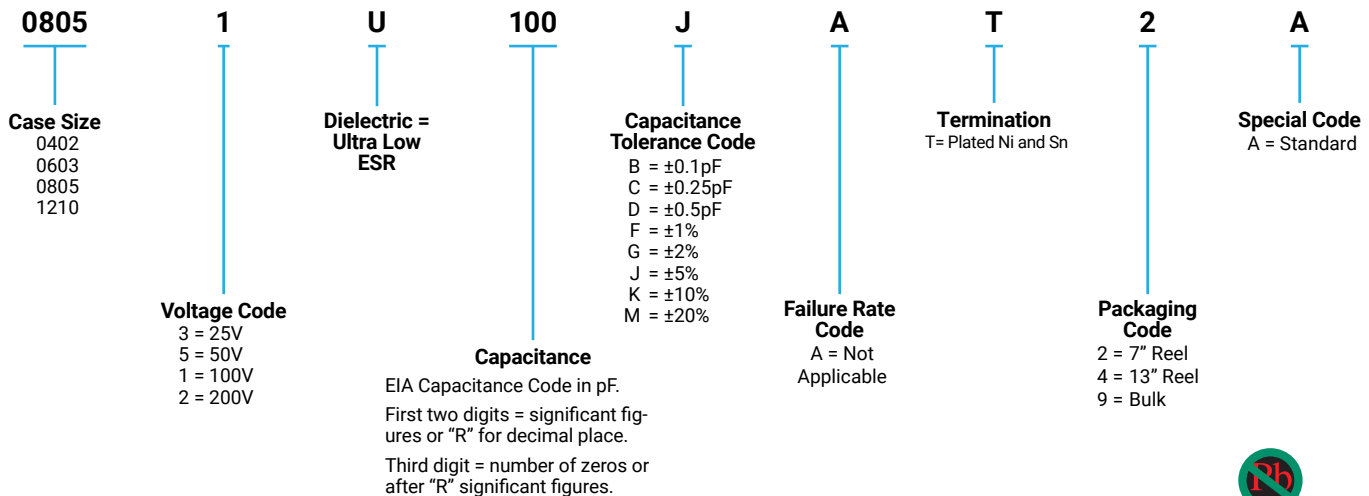 0805 1 U 100 J A T 2 A
Case Size
0402
0603
0805
1210
Voltage Code
3 = 25V
5 = 50V
1 = 100V
2 = 200V
Dielectric =
Ultra Low
ESR
Capacitance
EIA Capacitance Code in pF.
First two digits = significant fig-
ures or “R” for decimal place.
Third digit = number of zeros or
after “R” significant figures.
Capacitance
Tolerance Code
B = ±0.1pF
C = ±0.25pF
D = ±0.5pF
F = ±1%
G = ±2%
J = ±5%
K = ±10%
M = ±20%
Failure Rate
Code
A = Not
Applicable
Termination
T= Plated Ni and Sn
Packaging
Code
2 = 7” Reel
4 = 13” Reel
9 = Bulk
Special Code
A = Standard
Pb